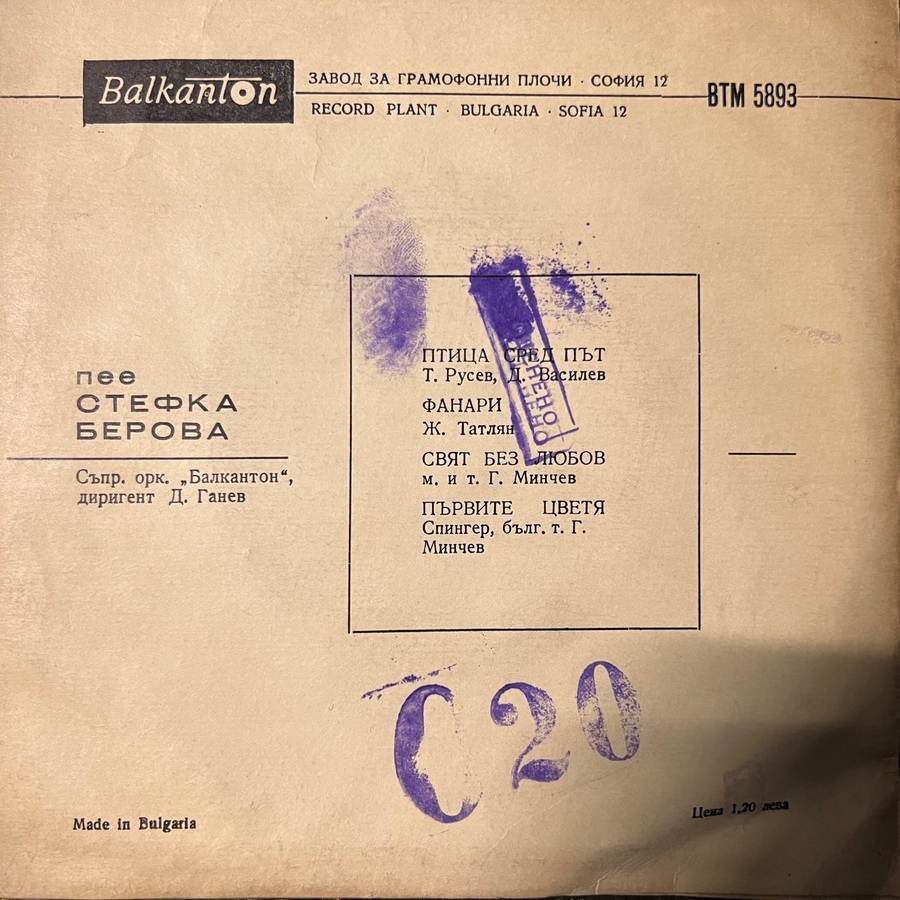 Balkanton
ЗАВОД ЗА ГРАМОФОННИ ПЛОЧИ · СОФИЯ 12
RECORD PLANT · BULGARIA · SOFIA 12
ВТМ 5893
пее
СТЕФКА
БЕРОВА
Съпр. орк. „Балкантон“,
диригент Д. Ганев
ПТИЦА СРЕД ПЪТ
Т. Русев, Д. Василев
ФАНАРИ
Ж. Татлян
СВЯТ БЕЗ ЛЮБОВ
м. и т. Г. Минчев
ПЪРВИТЕ ЦВЕТЯ
Спингер, бълг. т. Г.
Минчев
С 20
Made in Bulgaria
Цена 1,20 лева